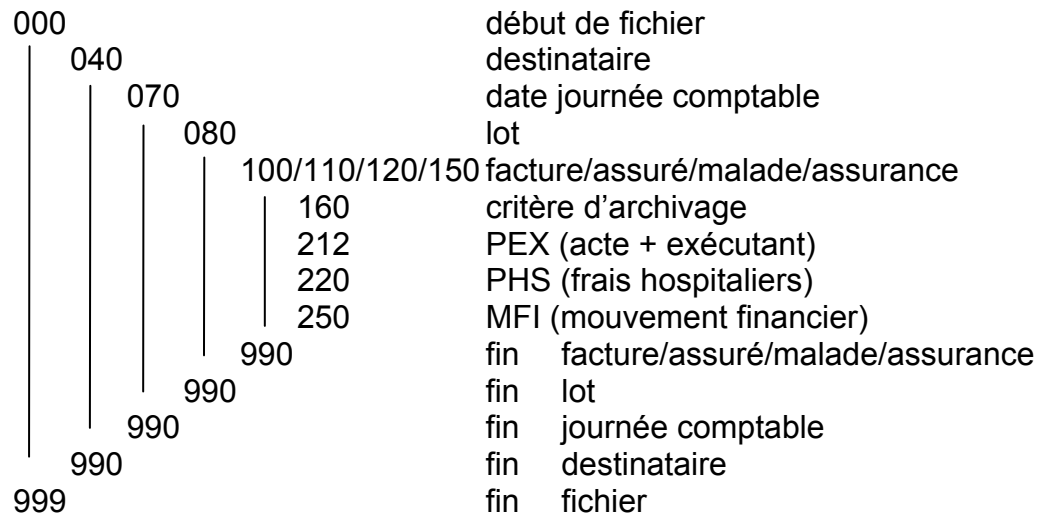 000 début de fichier
040 destinataire
070 date journée comptable
080 lot
100/110/120/150 facture/assuré/malade/assurance
160 critère d’archivage
212 PEX (acte + exécutant)
220 PHS (frais hospitaliers)
250 MFI (mouvement financier)
990 fin facture/assuré/malade/assurance
990 fin lot
990 fin journée comptable
990 fin destinataire
999 fin fichier